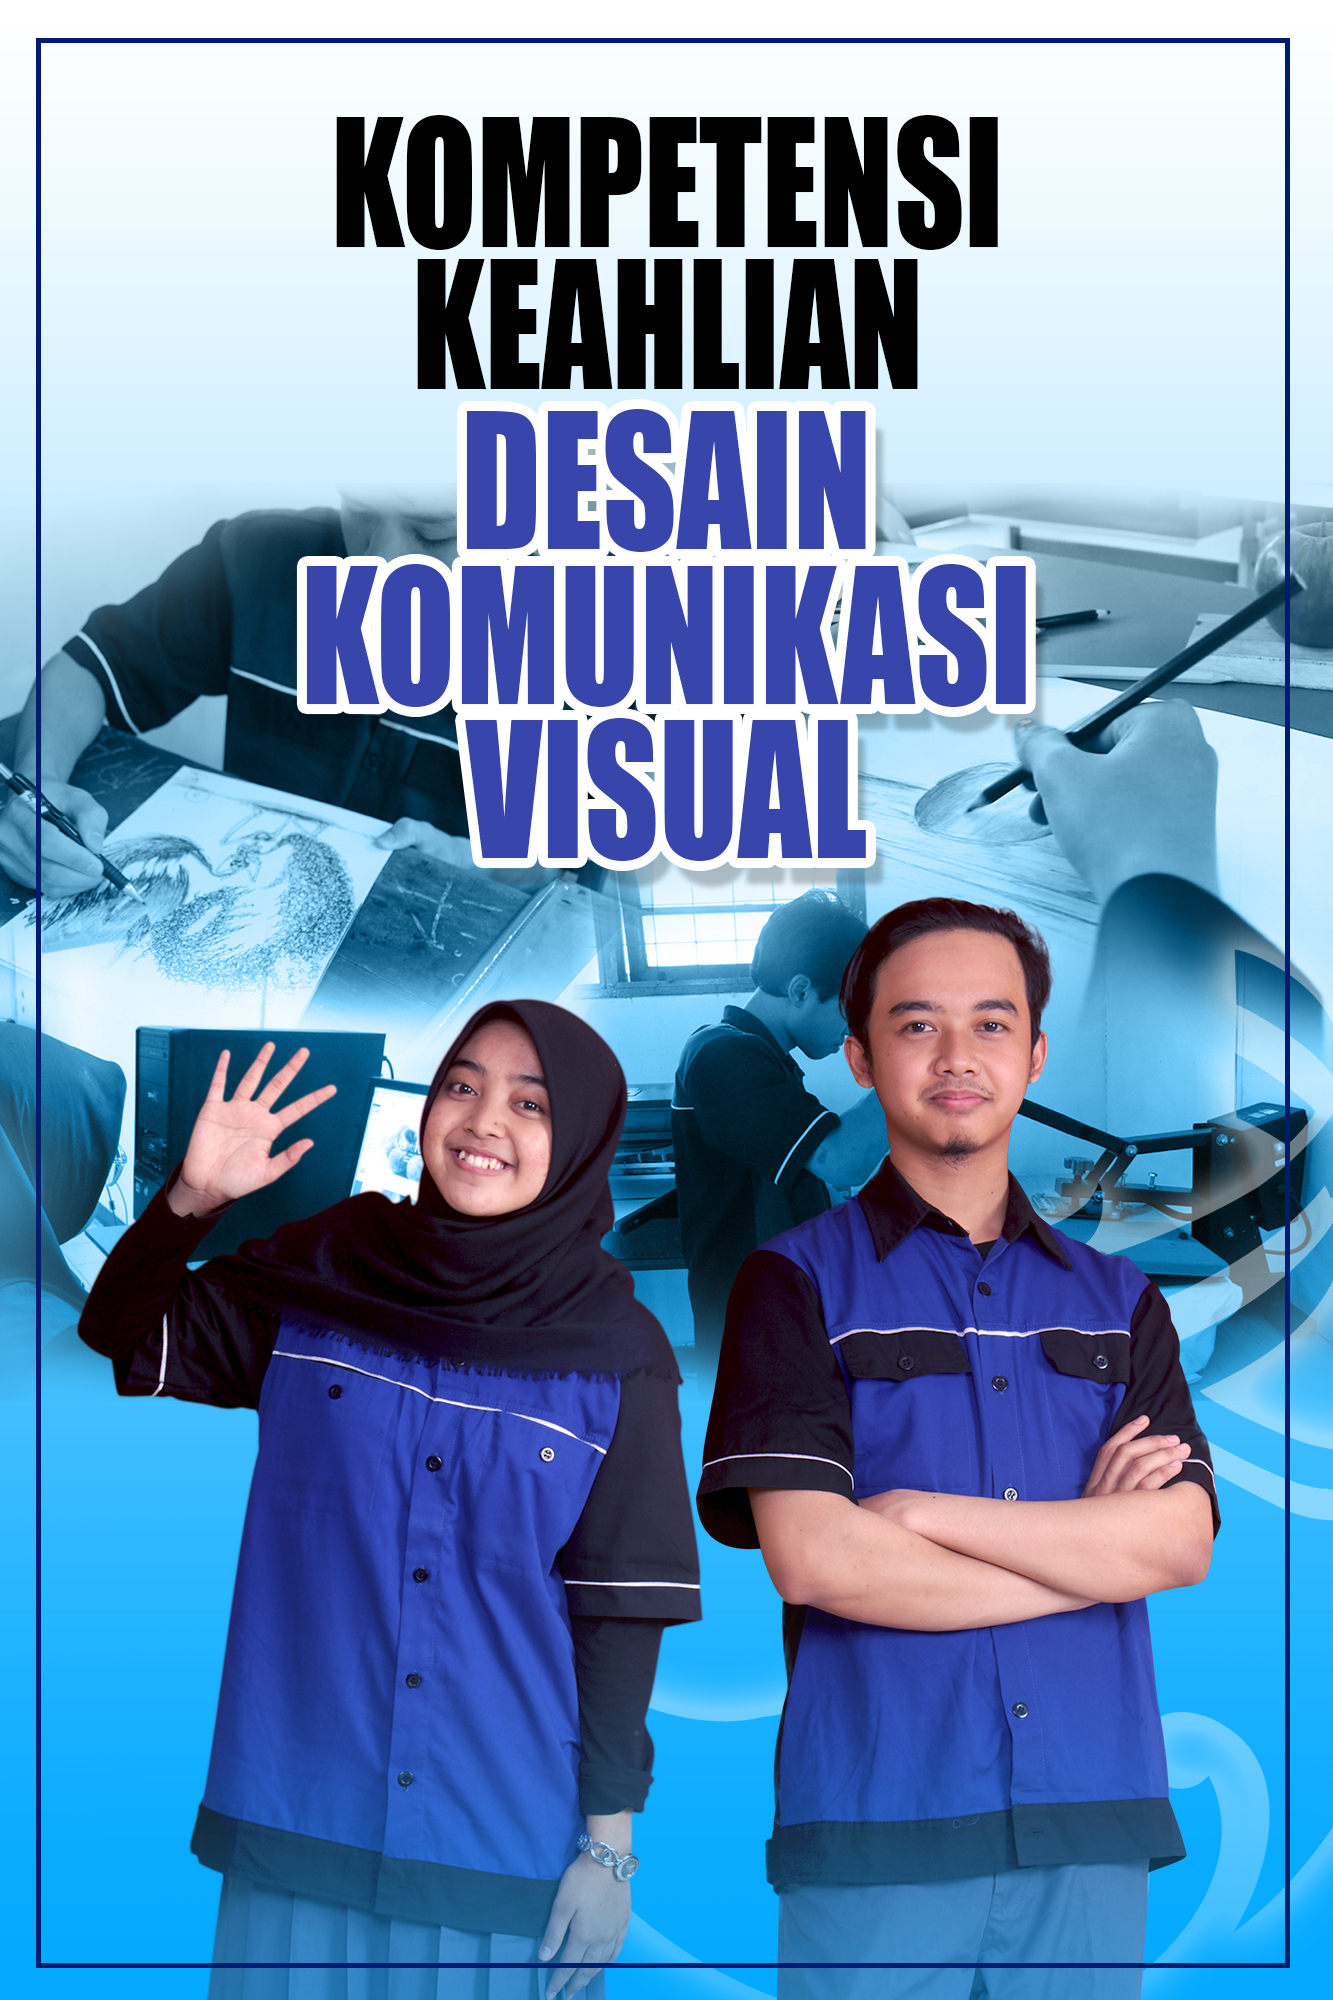 KOMPETENSI
KEAHLIAN
DESAIN
KOMUNIKASI
VISUAL